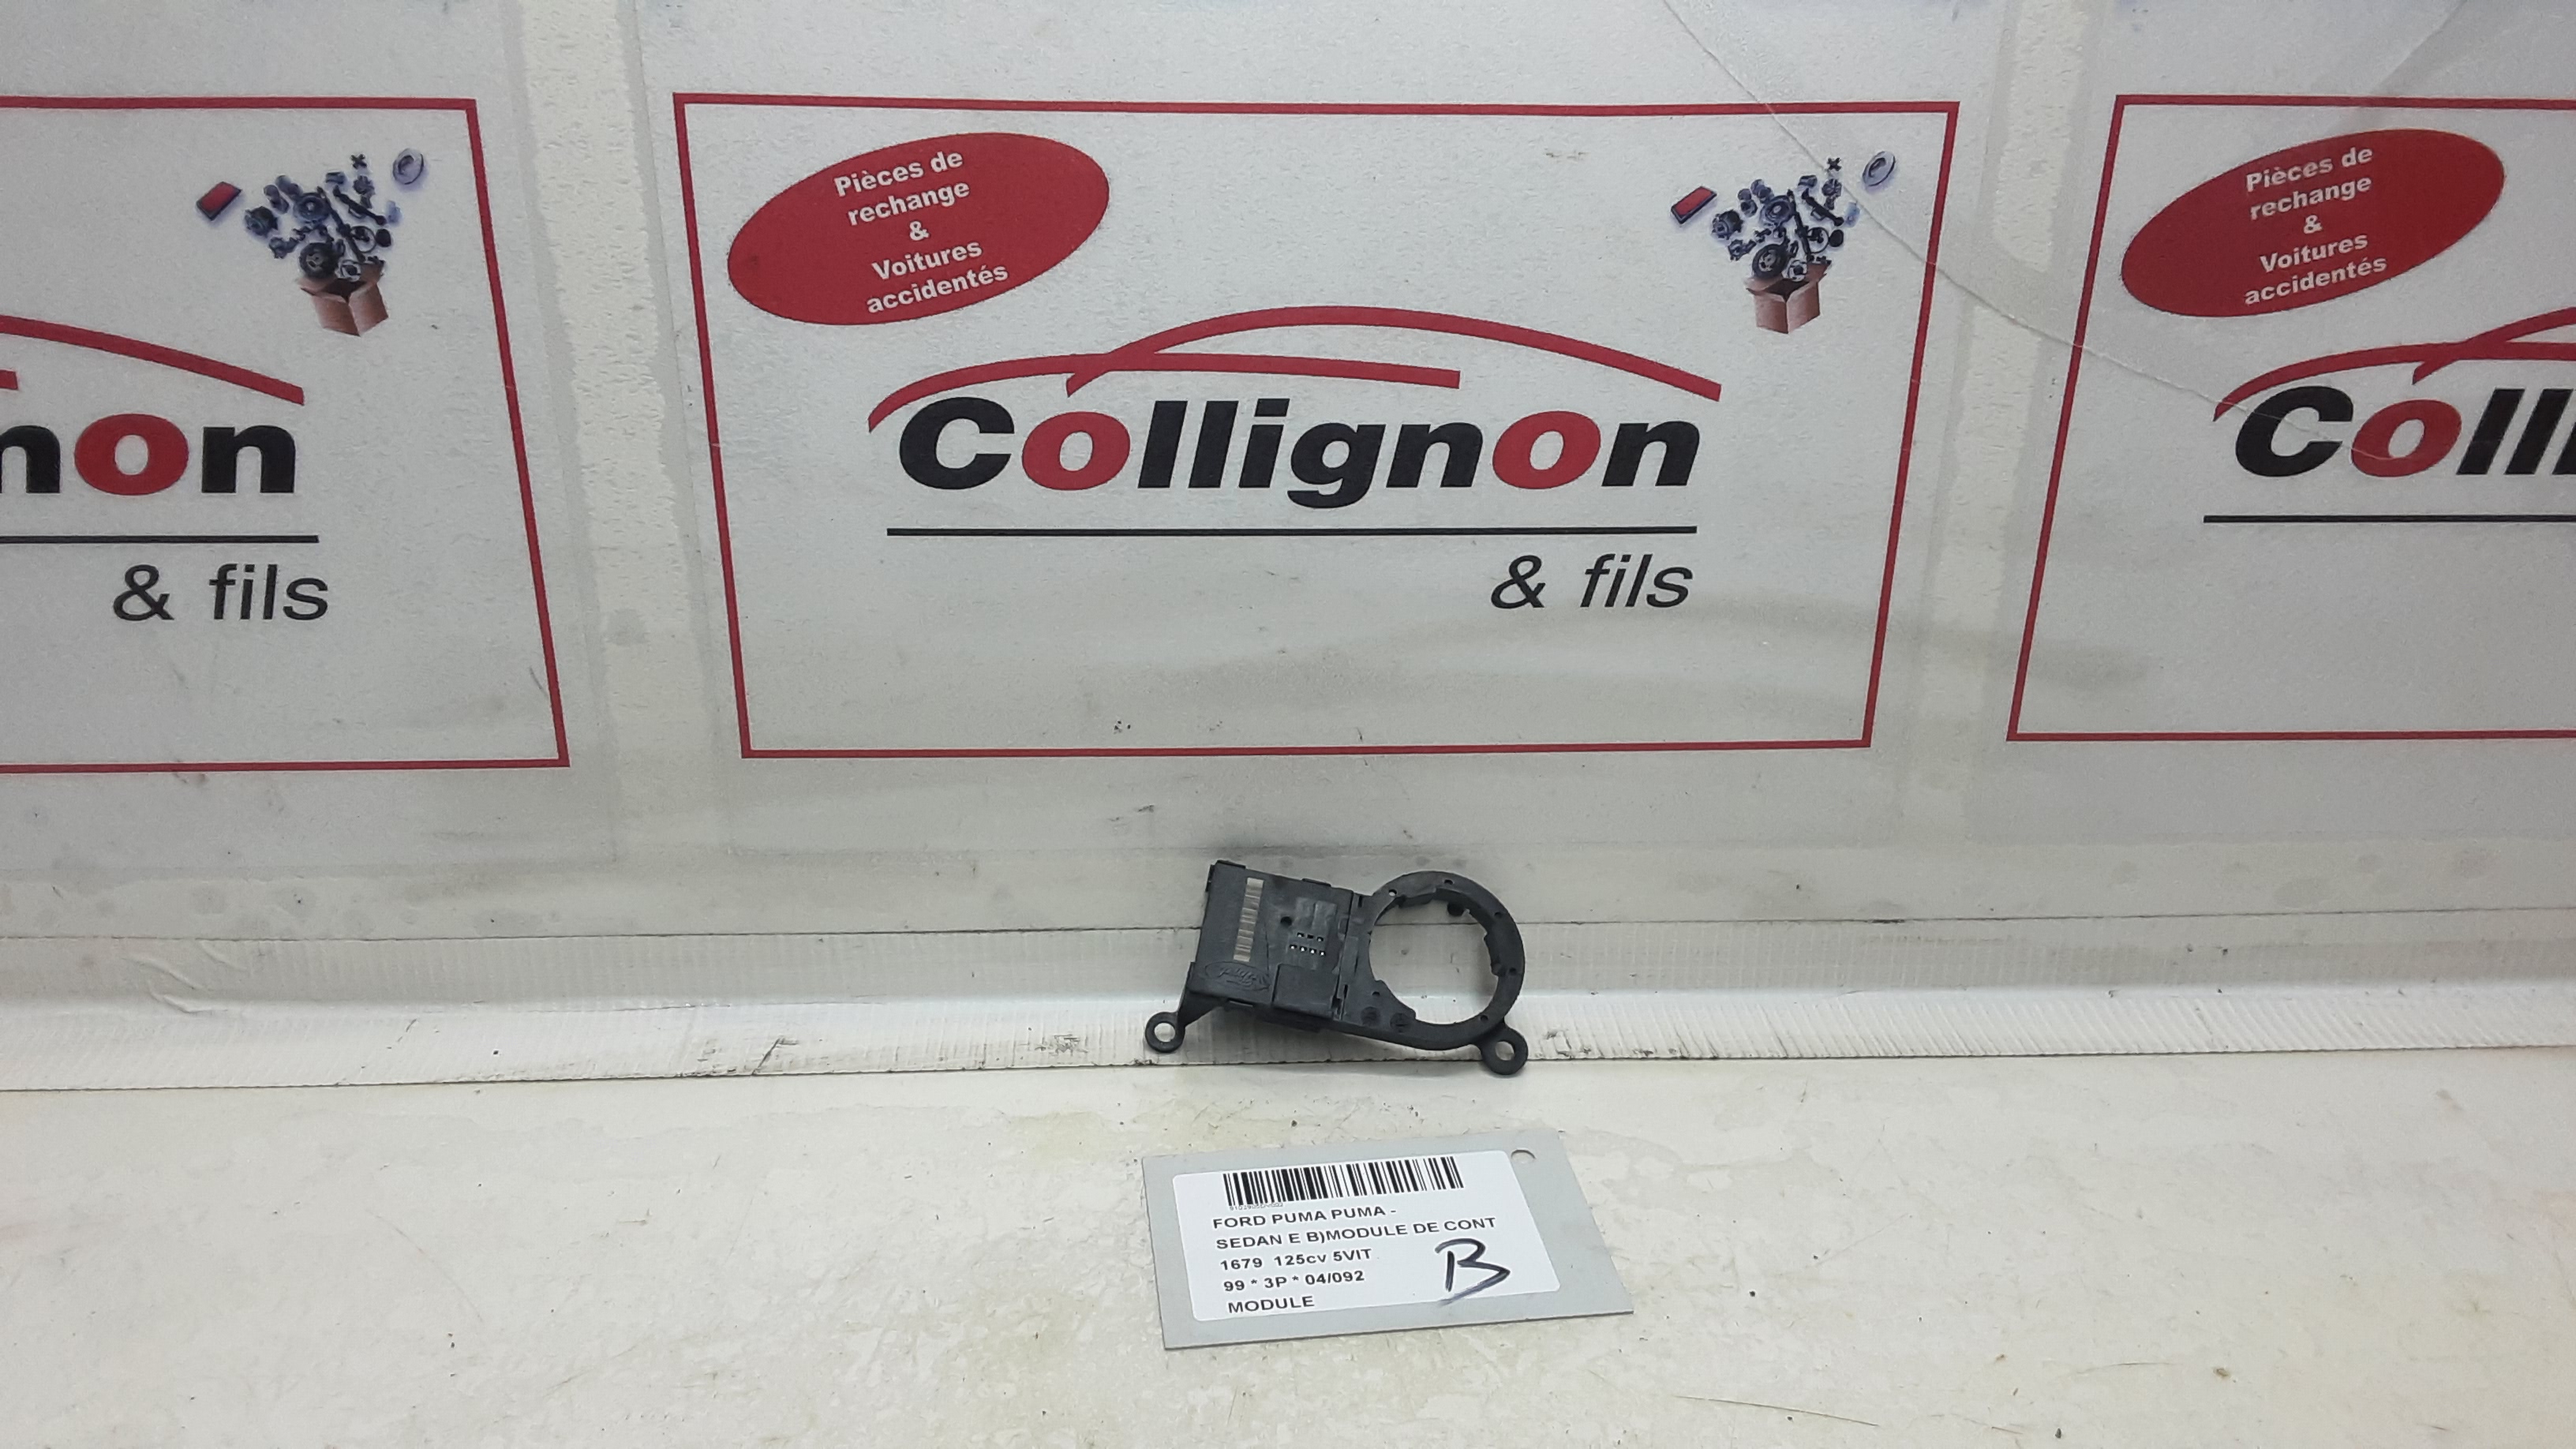 non
& fils
Pièces de
rechange
&
Voitures
accidentés
Collignon
& fils
Pièces de
rechange
&
Voitures
accidentés
Coll
Ford
FORD PUMA PUMA -
SEDAN E B)MODULE DE CONT
1679 125cv 5VIT
99 * 3P * 04/092
MODULE
B